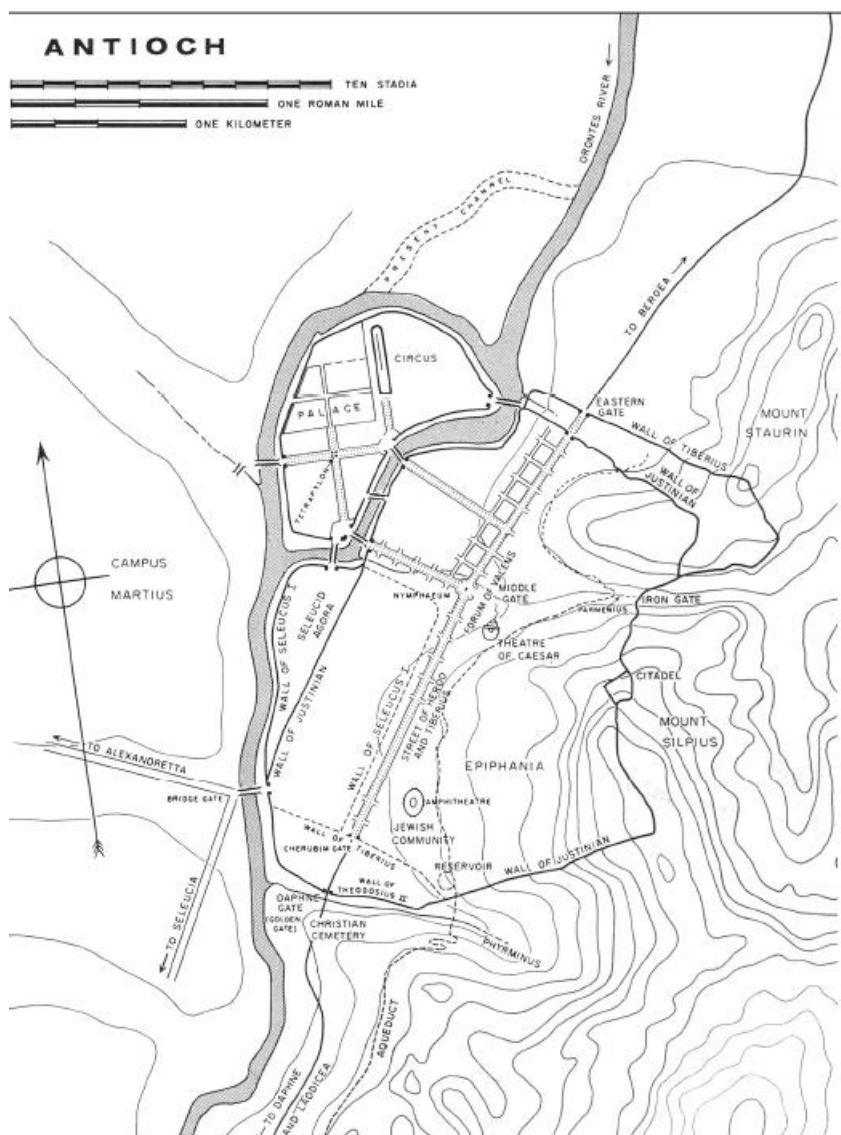 ANTIOCH
TEN STADIA
ONE ROMAN MILE
ONE KILOMETER
ORONTES RIVER
PRESENT CHANNEL
TO BEROEA
CIRCUS
PALACE
EASTERN
GATE
MOUNT
STAURIN
WALL OF TIBERIUS
WALL OF
JUSTINIAN
TETRAPYLON
CAMPUS
MARTIUS
WALL OF SELEUCUS I
SELEUCID
AGORA
NYMPHAEUM
FORUM OF VALENS
MIDDLE
GATE
PARMENIUS
IRON GATE
THEATRE
OF CAESAR
CITADEL
MOUNT
SILPIUS
WALL OF JUSTINIAN
WALL OF SELEUCUS I
STREET OF HEROD
AND TIBERIUS
EPIPHANIA
TO ALEXANDRETTA
BRIDGE GATE
AMPHITHEATRE
JEWISH
COMMUNITY
WALL OF TIBERIUS
CHERUBIM GATE
RESERVOIR
WALL OF JUSTINIAN
WALL OF
THEODOSIUS II
DAPHNE
GATE
(GOLDEN
GATE)
CHRISTIAN
CEMETERY
PHYRMINUS
TO SELEUCIA
AQUEDUCT
TO DAPHNE
AND LAODICEA